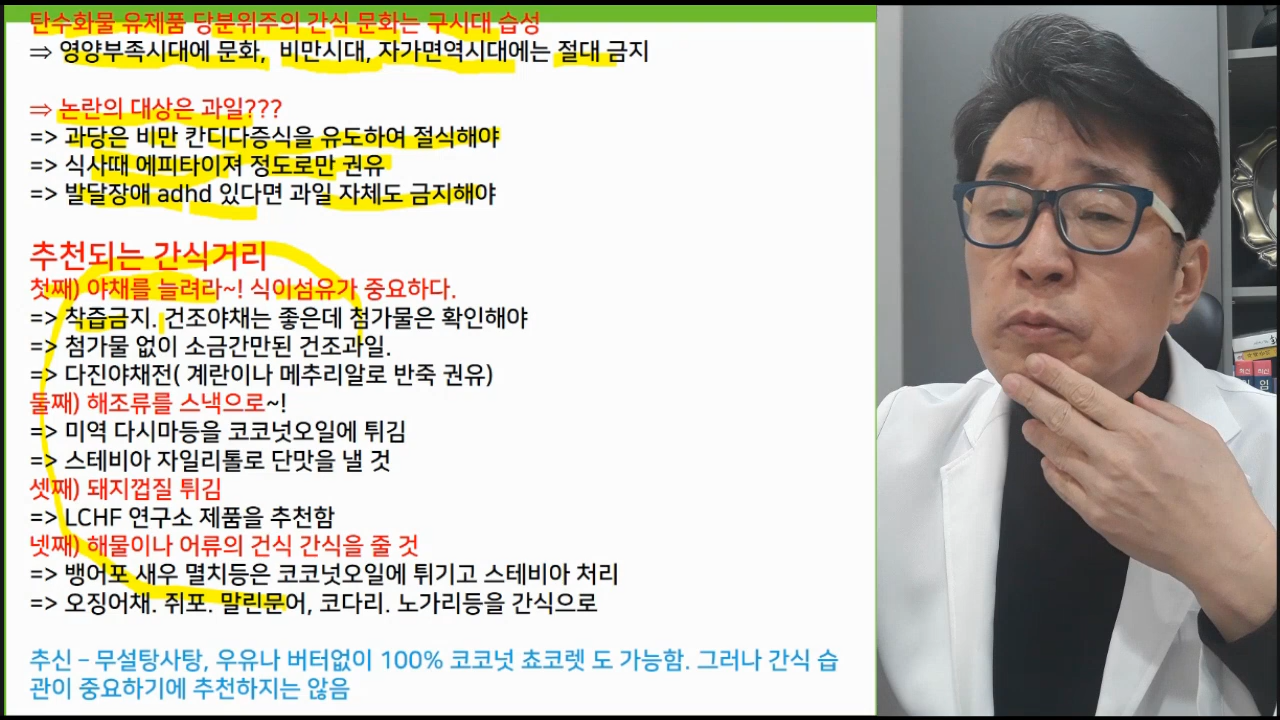 탄수화물 유제품 당분위주의 간식 문화는 구시대 습성
⇒ 영양부족시대에 문화, 비만시대, 자가면역시대에는 절대 금지
⇒ 논란의 대상은 과일???
=> 과당은 비만 칸디다증식을 유도하여 절식해야
=> 식사때 에피타이져 정도로만 권유
=> 발달장애 adhd 있다면 과일 자체도 금지해야
추천되는 간식거리
첫째) 야채를 늘려라~! 식이섬유가 중요하다.
=> 착즙금지. 건조야채는 좋은데 첨가물은 확인해야
=> 첨가물 없이 소금간만된 건조과일.
=> 다진야채전( 계란이나 메추리알로 반죽 권유)
둘째) 해조류를 스낵으로~!
=> 미역 다시마등을 코코넛오일에 튀김
=> 스테비아 자일리톨로 단맛을 낼 것
셋째) 돼지껍질 튀김
=> LCHF 연구소 제품을 추천함
넷째) 해물이나 어류의 건식 간식을 줄 것
=> 뱅어포 새우 멸치등은 코코넛오일에 튀기고 스테비아 처리
=> 오징어채. 쥐포. 말린문어, 코다리. 노가리등을 간식으로
추신 – 무설탕사탕, 우유나 버터없이 100% 코코넛 쵸코렛 도 가능함. 그러나 간식 습
관이 중요하기에 추천하지는 않음